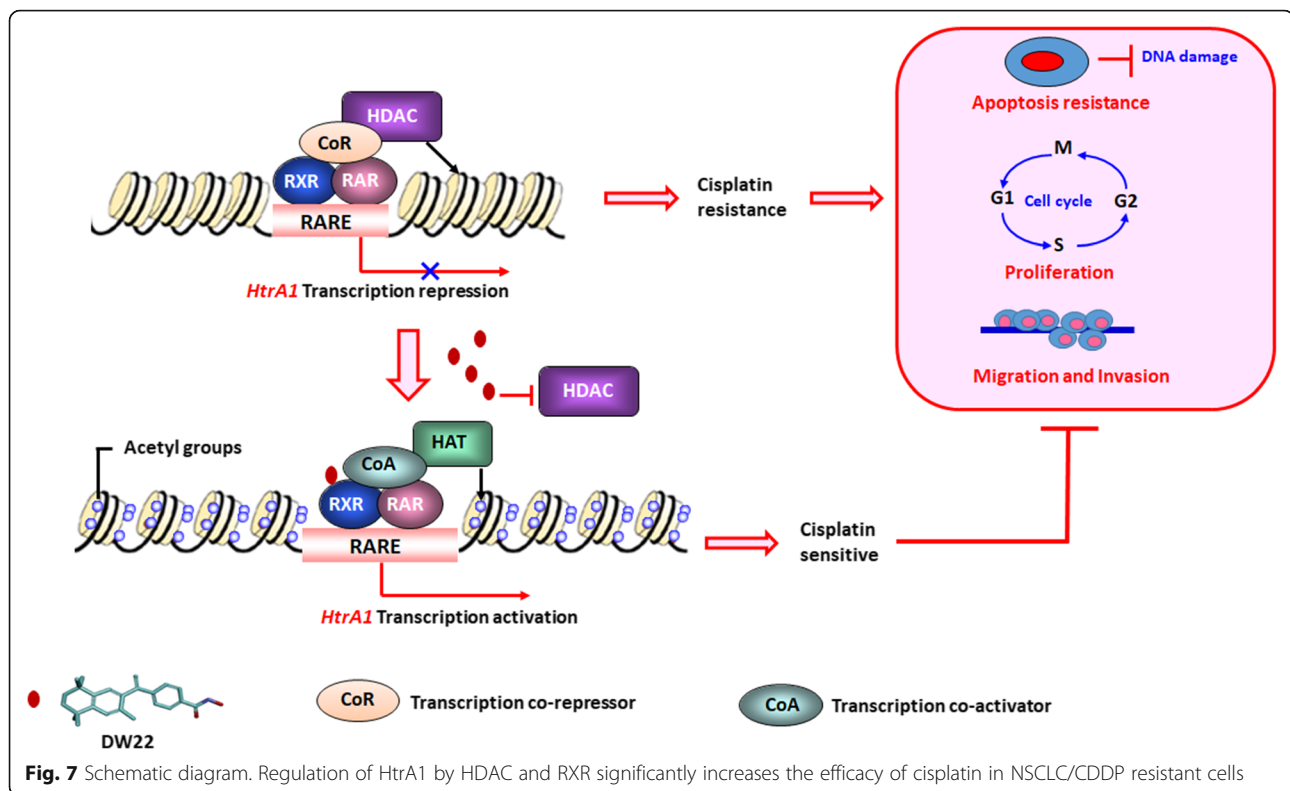 HDAC
CoR
RXR
RAR
RARE
HtrA1 Transcription repression
Cisplatin
resistance
DNA damage
Apoptosis resistance
M
G1
Cell cycle
G2
S
Proliferation
Migration and Invasion
HDAC
Acetyl groups
HAT
CoA
RXR
RAR
RARE
HtrA1 Transcription activation
Cisplatin
sensitive
DW22
CoR
Transcription co-repressor
CoA
Transcription co-activator
Fig. 7 Schematic diagram. Regulation of HtrA1 by HDAC and RXR significantly increases the efficacy of cisplatin in NSCLC/CDDP resistant cells